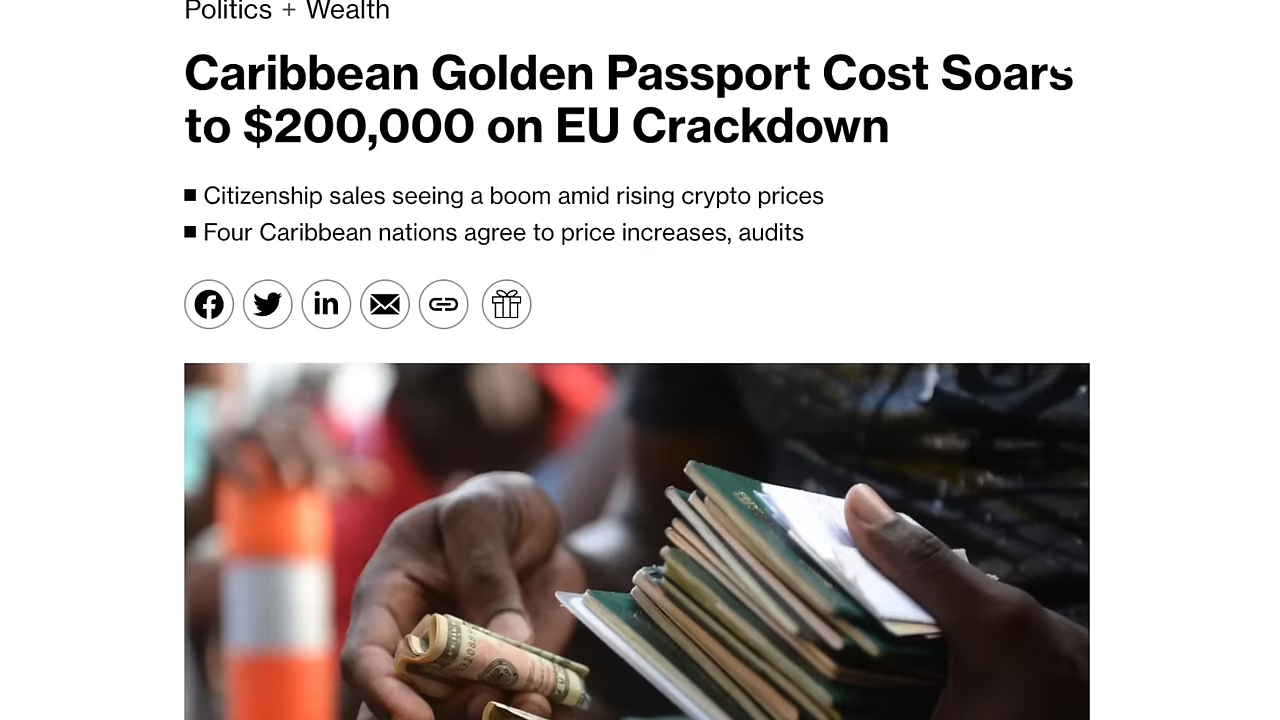 Politics + Wealth
Caribbean Golden Passport Cost Soars
to $200,000 on EU Crackdown
Citizenship sales seeing a boom amid rising crypto prices
Four Caribbean nations agree to price increases, audits
in